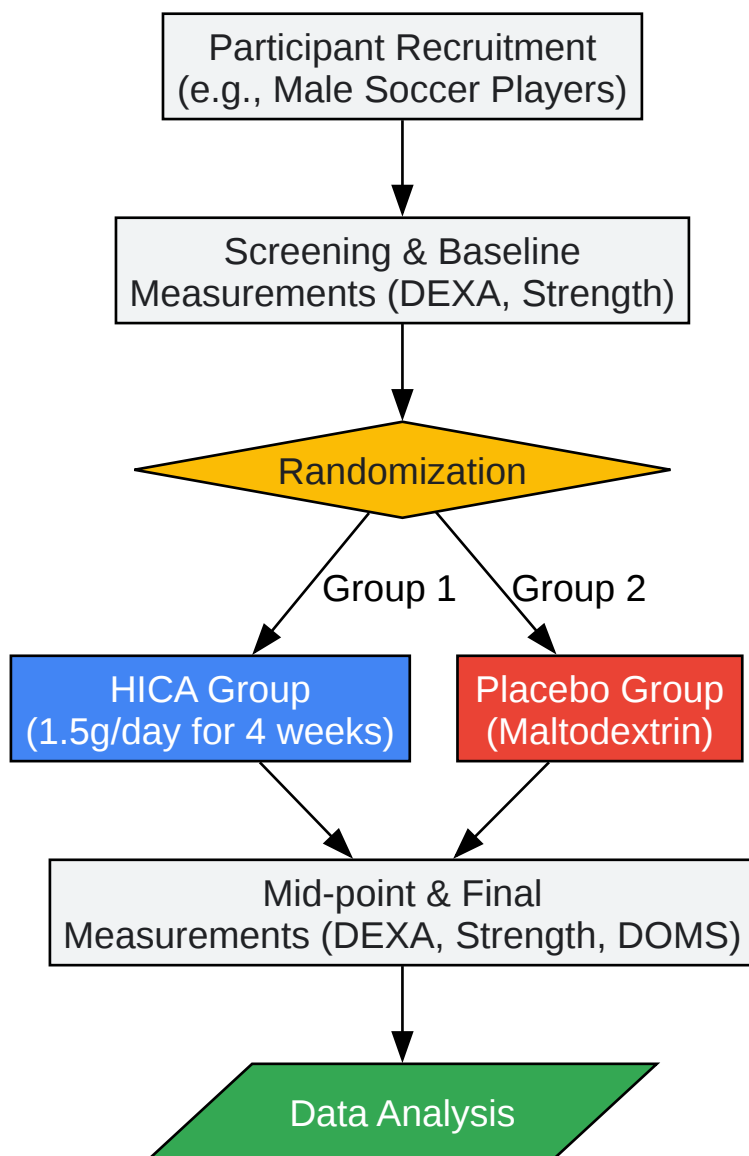 Participant Recruitment
(e.g., Male Soccer Players)
Screening & Baseline
Measurements (DEXA, Strength)
Randomization
Group 1
Group 2
HICA Group
(1.5g/day for 4 weeks)
Placebo Group
(Maltodextrin)
Mid-point & Final
Measurements (DEXA, Strength, DOMS)
Data Analysis